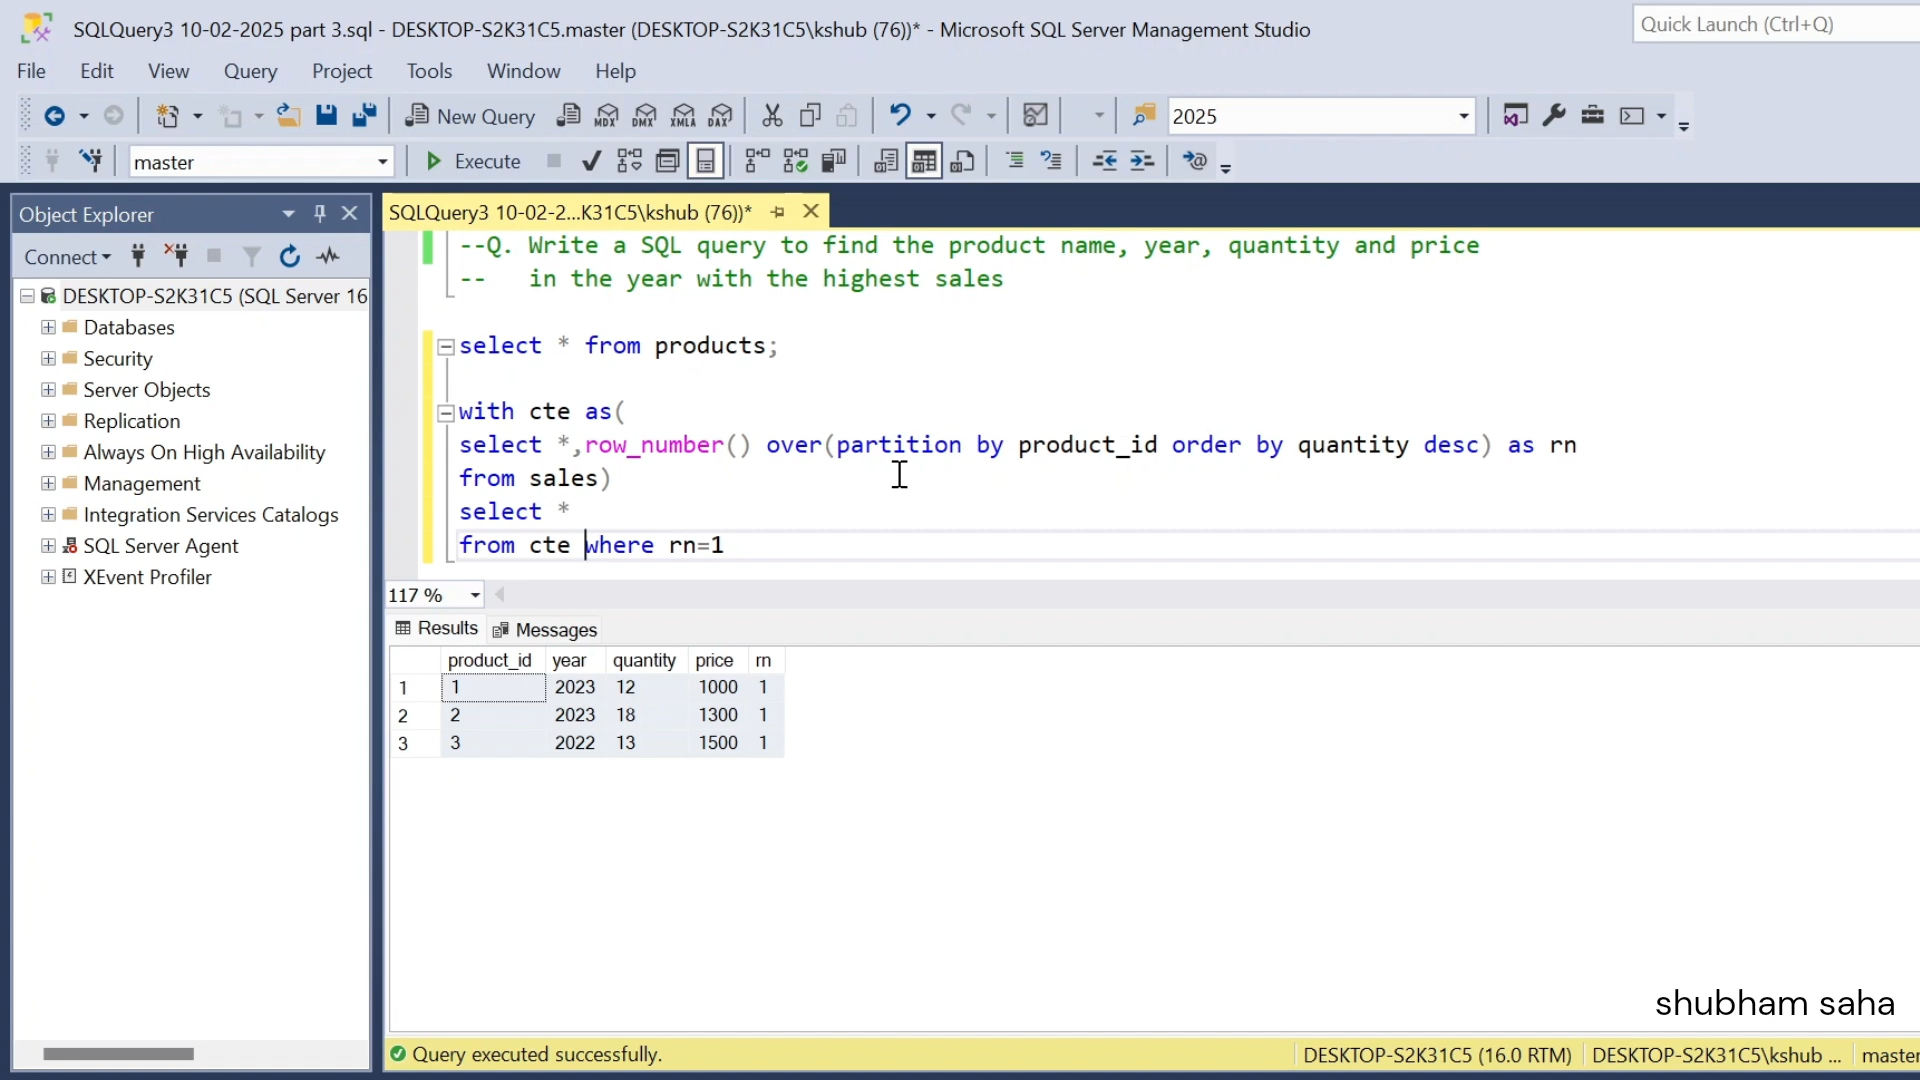 SQLQuery3 10-02-2025 part 3.sql - DESKTOP-S2K31C5.master (DESKTOP-S2K31C5\kshub (76))* - Microsoft SQL Server Management Studio
Quick Launch (Ctrl+Q)
File Edit View Query Project Tools Window Help
New Query MDX DMX XMLA DAX 2025
master Execute
Object Explorer
SQLQuery3 10-02-2...K31C5\kshub (76))*
Connect
DESKTOP-S2K31C5 (SQL Server 16
Databases
Security
Server Objects
Replication
Always On High Availability
Management
Integration Services Catalogs
SQL Server Agent
XEvent Profiler
--Q. Write a SQL query to find the product name, year, quantity and price
-- in the year with the highest sales
select * from products;
with cte as(
select *,row_number() over(partition by product_id order by quantity desc) as rn
from sales)
select *
from cte where rn=1
117 %
Results Messages
product_id year quantity price rn
1 1 2023 12 1000 1
2 2 2023 18 1300 1
3 3 2022 13 1500 1
shubham saha
Query executed successfully. DESKTOP-S2K31C5 (16.0 RTM) DESKTOP-S2K31C5\kshub ... master